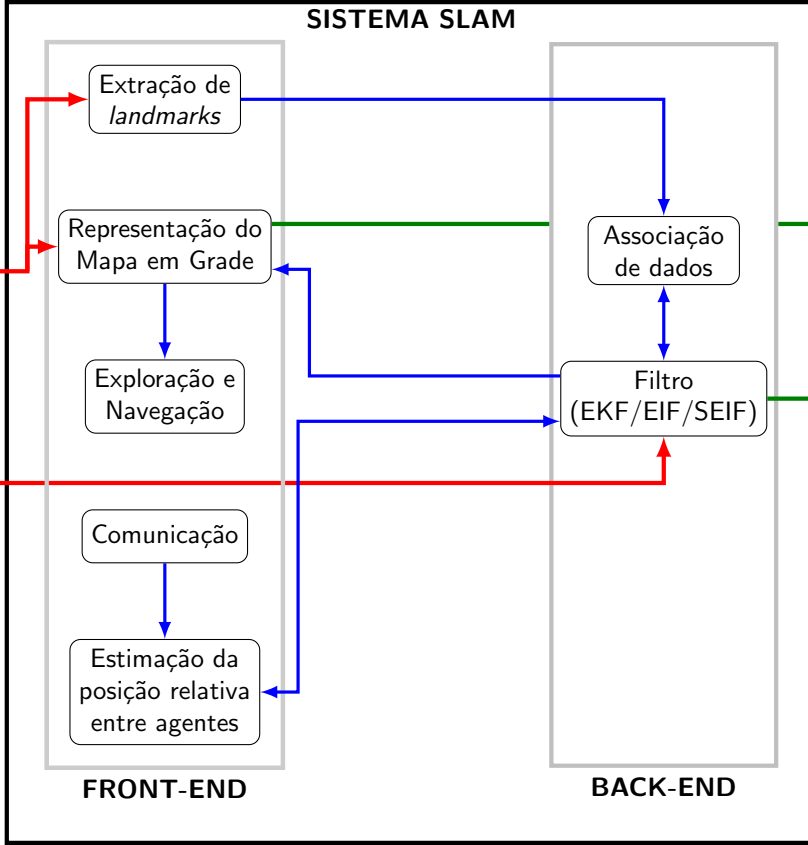 SISTEMA SLAM
Extração de
landmarks
Representação do
Mapa em Grade
Exploração e
Navegação
Comunicação
Estimação da
posição relativa
entre agentes
FRONT-END
Associação
de dados
Filtro
(EKF/EIF/SEIF)
BACK-END